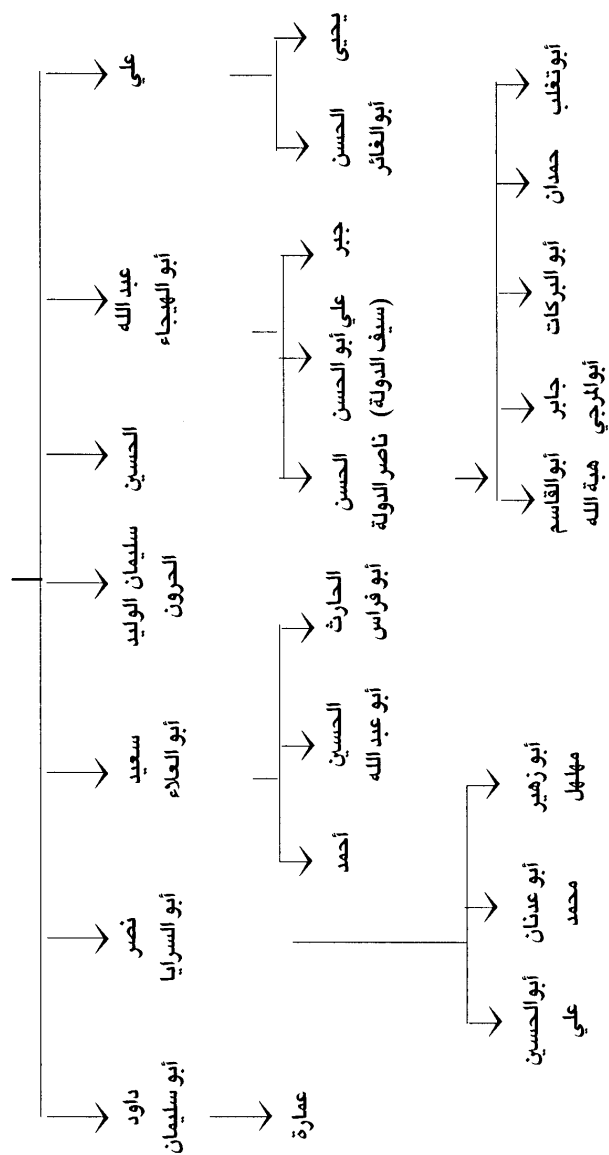 علي
عبد الله
أبو الهيجاء
الحسين
سليمان الوليد
الحرون
سعيد
أبو العلاء
نصر
أبو السرايا
داود
أبو سليمان
يحيى
الحسن
أبو الغائر
جبر
علي أبو الحسن
(سيف الدولة)
الحسن
ناصر الدولة
الحارث
أبو فراس
الحسين
أبو عبد الله
أحمد
عمارة
أبو تغلب
حمدان
أبو البركات
جابر
أبو المرجي
أبو القاسم
هبة الله
أبو زهير
مهلهل
أبو عدنان
محمد
أبو الحسين
علي